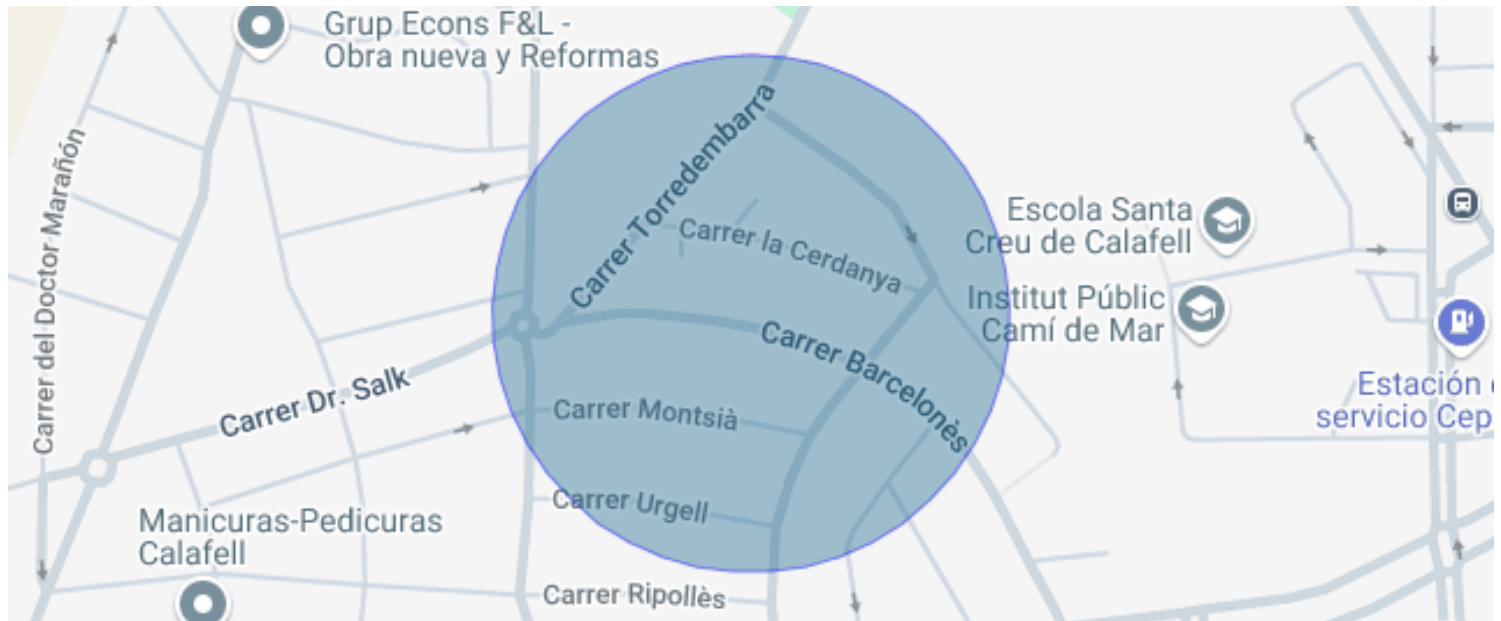 Grup Econs F&L -
Obra nueva y Reformas
Carrer del Doctor Marañón
Carrer Torredembarra
Carrer la Cerdanya
Escola Santa
Creu de Calafell
Institut Públic
Camí de Mar
Carrer Barcelonès
Carrer Dr. Salk
Carrer Montsià
Estación
servicio Cep
Carrer Urgell
Manicuras-Pedicuras
Calafell
Carrer Ripollès